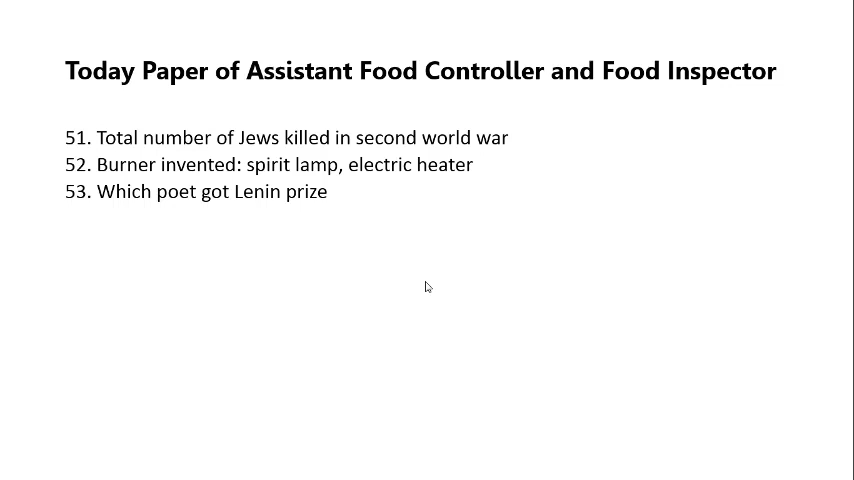 Today Paper of Assistant Food Controller and Food Inspector
51. Total number of Jews killed in second world war
52. Burner invented: spirit lamp, electric heater
53. Which poet got Lenin prize